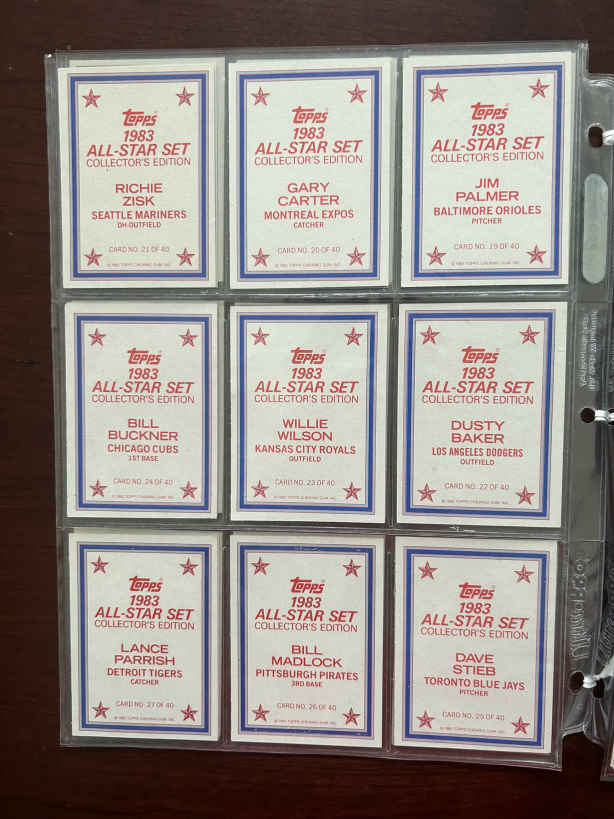 Topps
1983
ALL-STAR SET
COLLECTOR'S EDITION
RICHIE
ZISK
SEATTLE MARINERS
DH-OUTFIELD
CARD NO. 21 OF 40
Topps
1983
ALL-STAR SET
COLLECTOR'S EDITION
GARY
CARTER
MONTREAL EXPOS
CATCHER
CARD NO. 20 OF 40
Topps
1983
ALL-STAR SET
COLLECTOR'S EDITION
JIM
PALMER
BALTIMORE ORIOLES
PITCHER
CARD NO. 19 OF 40
Topps
1983
ALL-STAR SET
COLLECTOR'S EDITION
BILL
BUCKNER
CHICAGO CUBS
1ST BASE
CARD NO. 24 OF 40
Topps
1983
ALL-STAR SET
COLLECTOR'S EDITION
WILLIE
WILSON
KANSAS CITY ROYALS
OUTFIELD
CARD NO. 23 OF 40
Topps
1983
ALL-STAR SET
COLLECTOR'S EDITION
DUSTY
BAKER
LOS ANGELES DODGERS
OUTFIELD
CARD NO. 22 OF 40
Topps
1983
ALL-STAR SET
COLLECTOR'S EDITION
LANCE
PARRISH
DETROIT TIGERS
CATCHER
CARD NO. 27 OF 40
Topps
1983
ALL-STAR SET
COLLECTOR'S EDITION
BILL
MADLOCK
PITTSBURGH PIRATES
3RD BASE
CARD NO. 26 OF 40
Topps
1983
ALL-STAR SET
COLLECTOR'S EDITION
DAVE
STIEB
TORONTO BLUE JAYS
PITCHER
CARD NO. 25 OF 40